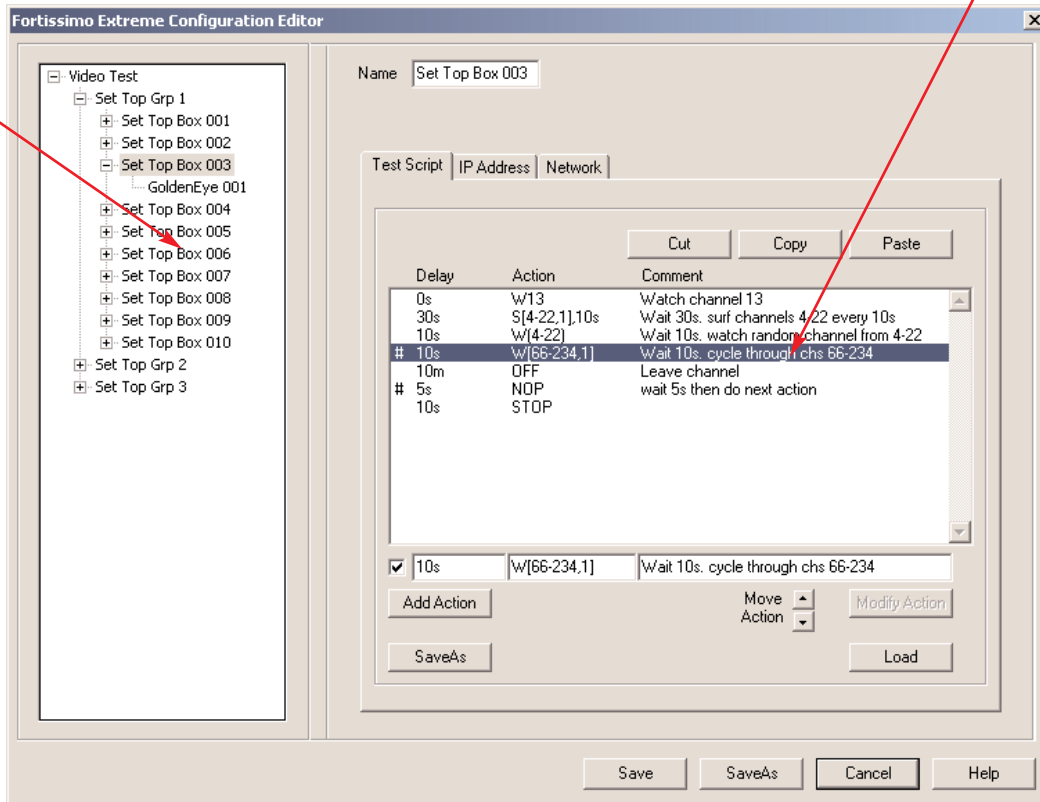 Fortissimo Extreme Configuration Editor
Video Test
Set Top Grp 1
Set Top Box 001
Set Top Box 002
Set Top Box 003
GoldenEye 001
Set Top Box 004
Set Top Box 005
Set Top Box 006
Set Top Box 007
Set Top Box 008
Set Top Box 009
Set Top Box 010
Set Top Grp 2
Set Top Grp 3
Name Set Top Box 003
Test Script IP Address Network
Cut Copy Paste
Delay Action Comment
0s W13 Watch channel 13
30s S[4-22,1],10s Wait 30s. surf channels 4-22 every 10s
10s W(4-22) Wait 10s. watch random channel from 4-22
# 10s W[66-234,1] Wait 10s. cycle through chs 66-234
10m OFF Leave channel
# 5s NOP wait 5s then do next action
10s STOP
10s W[66-234,1] Wait 10s. cycle through chs 66-234
Add Action Move Action Modify Action
SaveAs Load
Save SaveAs Cancel Help